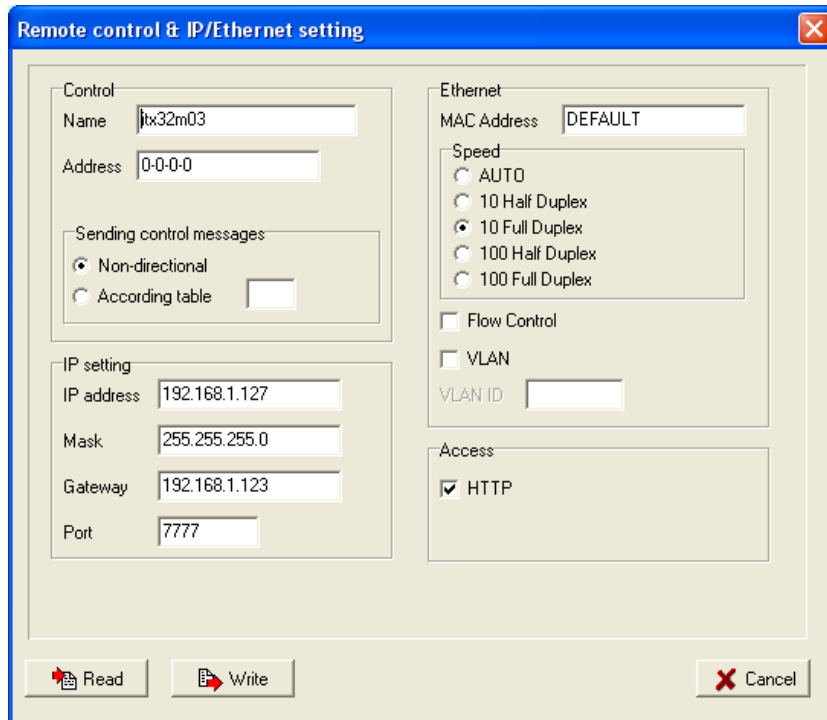 Remote control & IP/Ethernet setting
Control
Name itx32m03
Address 0-0-0-0
Sending control messages
Non-directional
According table
IP setting
IP address 192.168.1.127
Mask 255.255.255.0
Gateway 192.168.1.123
Port 7777
Ethernet
MAC Address DEFAULT
Speed
AUTO
10 Half Duplex
10 Full Duplex
100 Half Duplex
100 Full Duplex
Flow Control
VLAN
VLAN ID
Access
HTTP
Read
Write
Cancel